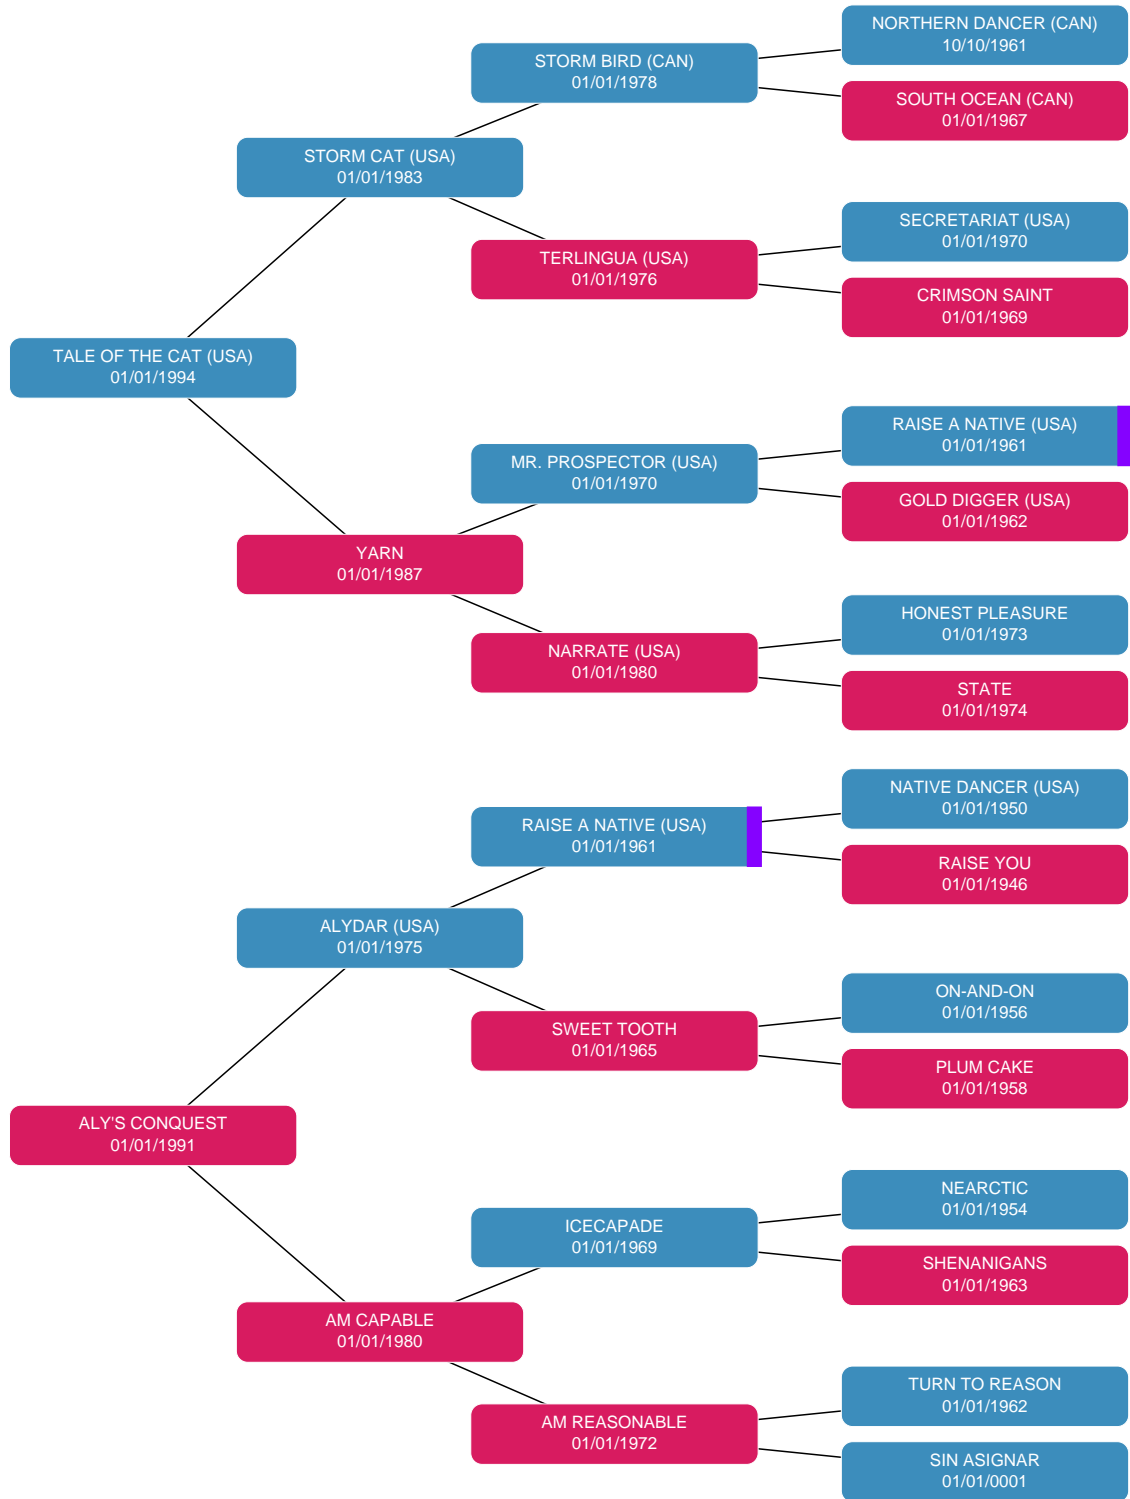 NORTHERN DANCER (CAN)
10/10/1961
STORM BIRD (CAN)
01/01/1978
SOUTH OCEAN (CAN)
01/01/1967
STORM CAT (USA)
01/01/1983
SECRETARIAT (USA)
01/01/1970
TERLINGUA (USA)
01/01/1976
CRIMSON SAINT
01/01/1969
TALE OF THE CAT (USA)
01/01/1994
RAISE A NATIVE (USA)
01/01/1961
MR. PROSPECTOR (USA)
01/01/1970
GOLD DIGGER (USA)
01/01/1962
YARN
01/01/1987
HONEST PLEASURE
01/01/1973
NARRATE (USA)
01/01/1980
STATE
01/01/1974
NATIVE DANCER (USA)
01/01/1950
RAISE A NATIVE (USA)
01/01/1961
RAISE YOU
01/01/1946
ALYDAR (USA)
01/01/1975
ON-AND-ON
01/01/1956
SWEET TOOTH
01/01/1965
PLUM CAKE
01/01/1958
ALY'S CONQUEST
01/01/1991
NEARCTIC
01/01/1954
ICECAPADE
01/01/1969
SHENANIGANS
01/01/1963
AM CAPABLE
01/01/1980
TURN TO REASON
01/01/1962
AM REASONABLE
01/01/1972
SIN ASIGNAR
01/01/0001